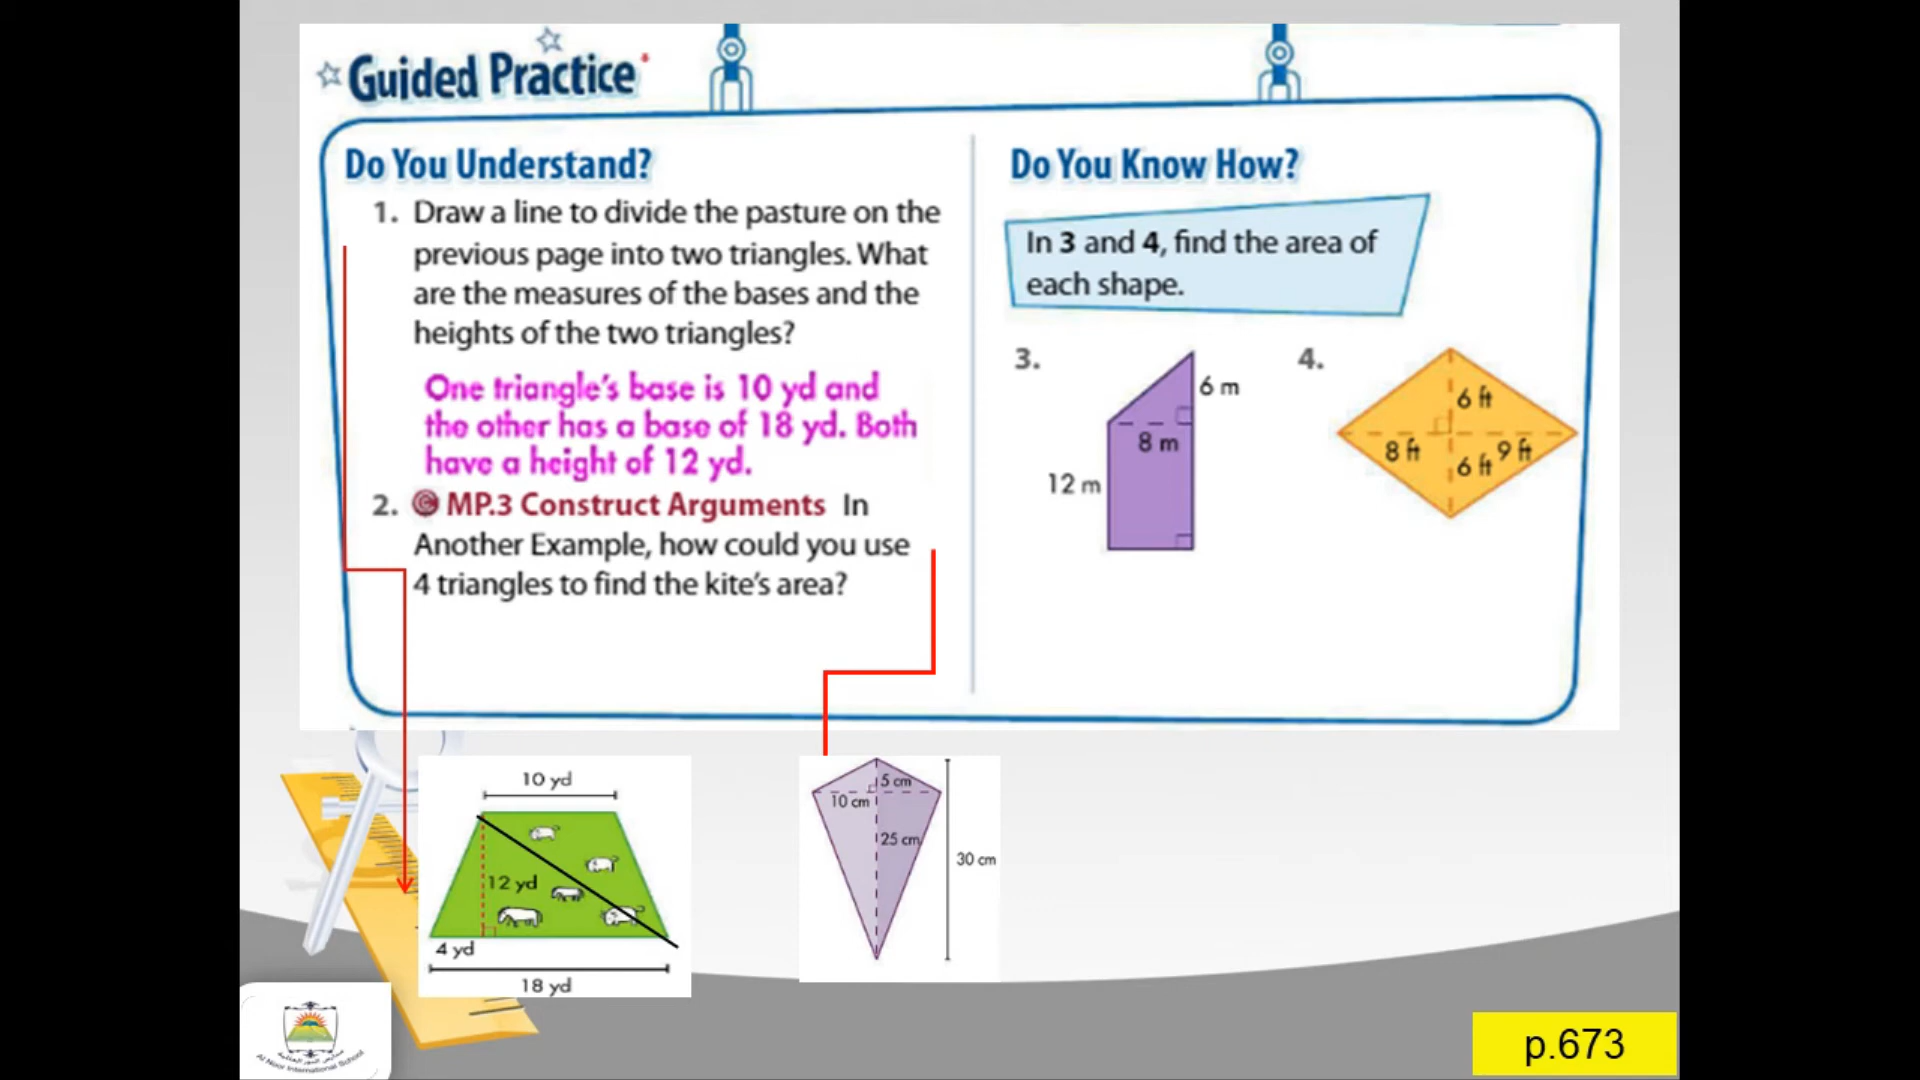 Guided Practice
Do You Understand?
1. Draw a line to divide the pasture on the
previous page into two triangles. What
are the measures of the bases and the
heights of the two triangles?
One triangle's base is 10 yd and
the other has a base of 18 yd. Both
have a height of 12 yd.
2. MP.3 Construct Arguments In
Another Example, how could you use
4 triangles to find the kite's area?
Do You Know How?
In 3 and 4, find the area of
each shape.
3.
6 m
8 m
12 m
4.
6 ft
8 ft
9 ft
6 ft
10 yd
12 yd
4 yd
18 yd
5 cm
10 cm
25 cm
30 cm
Al Noor International School
p.673